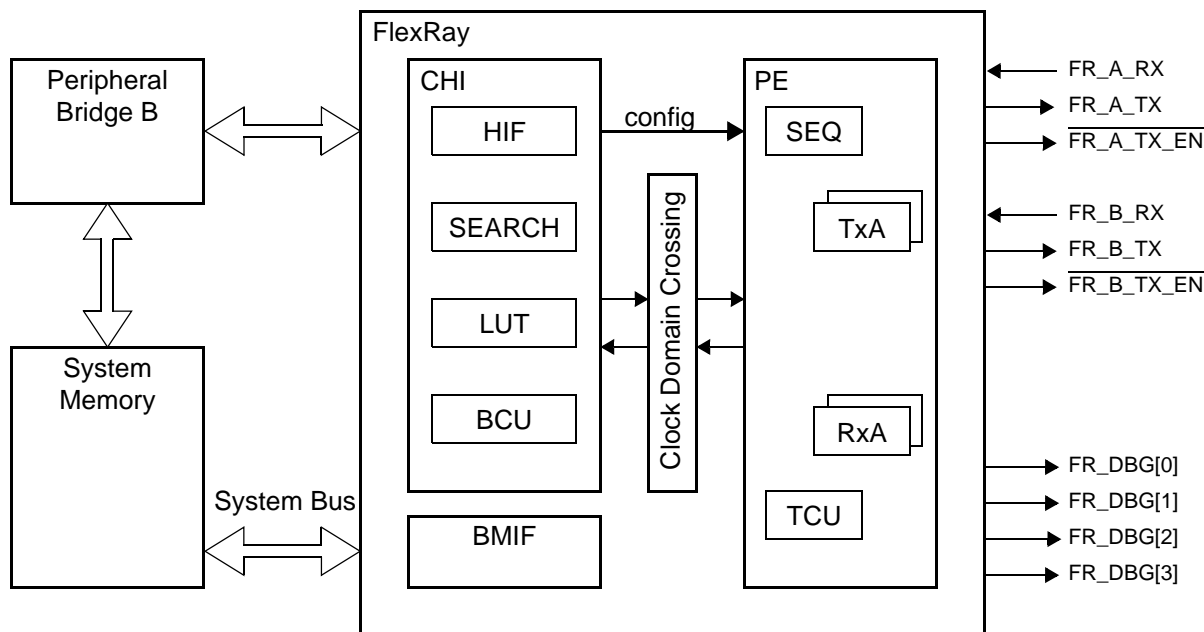 FlexRay
Peripheral
Bridge B
CHI
PE
HIF
config
SEQ
SEARCH
Clock Domain Crossing
TxA
LUT
System
Memory
BCU
RxA
System Bus
BMIF
TCU
FR_A_RX
FR_A_TX
FR_A_TX_EN
FR_B_RX
FR_B_TX
FR_B_TX_EN
FR_DBG[0]
FR_DBG[1]
FR_DBG[2]
FR_DBG[3]